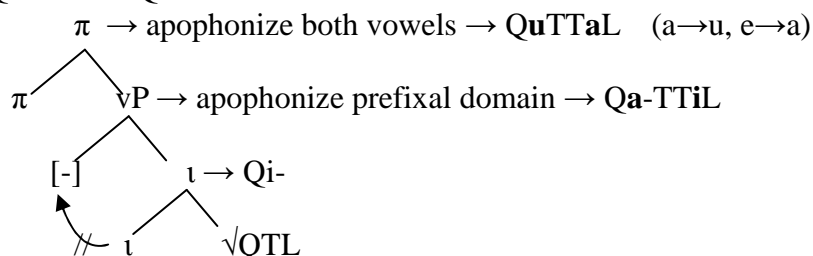 π → apophonize both vowels → QuTTaL (a→u, e→a)
π vP → apophonize prefixal domain → Qa-TTiL
[-] ι → Qi-
// ι √QTL